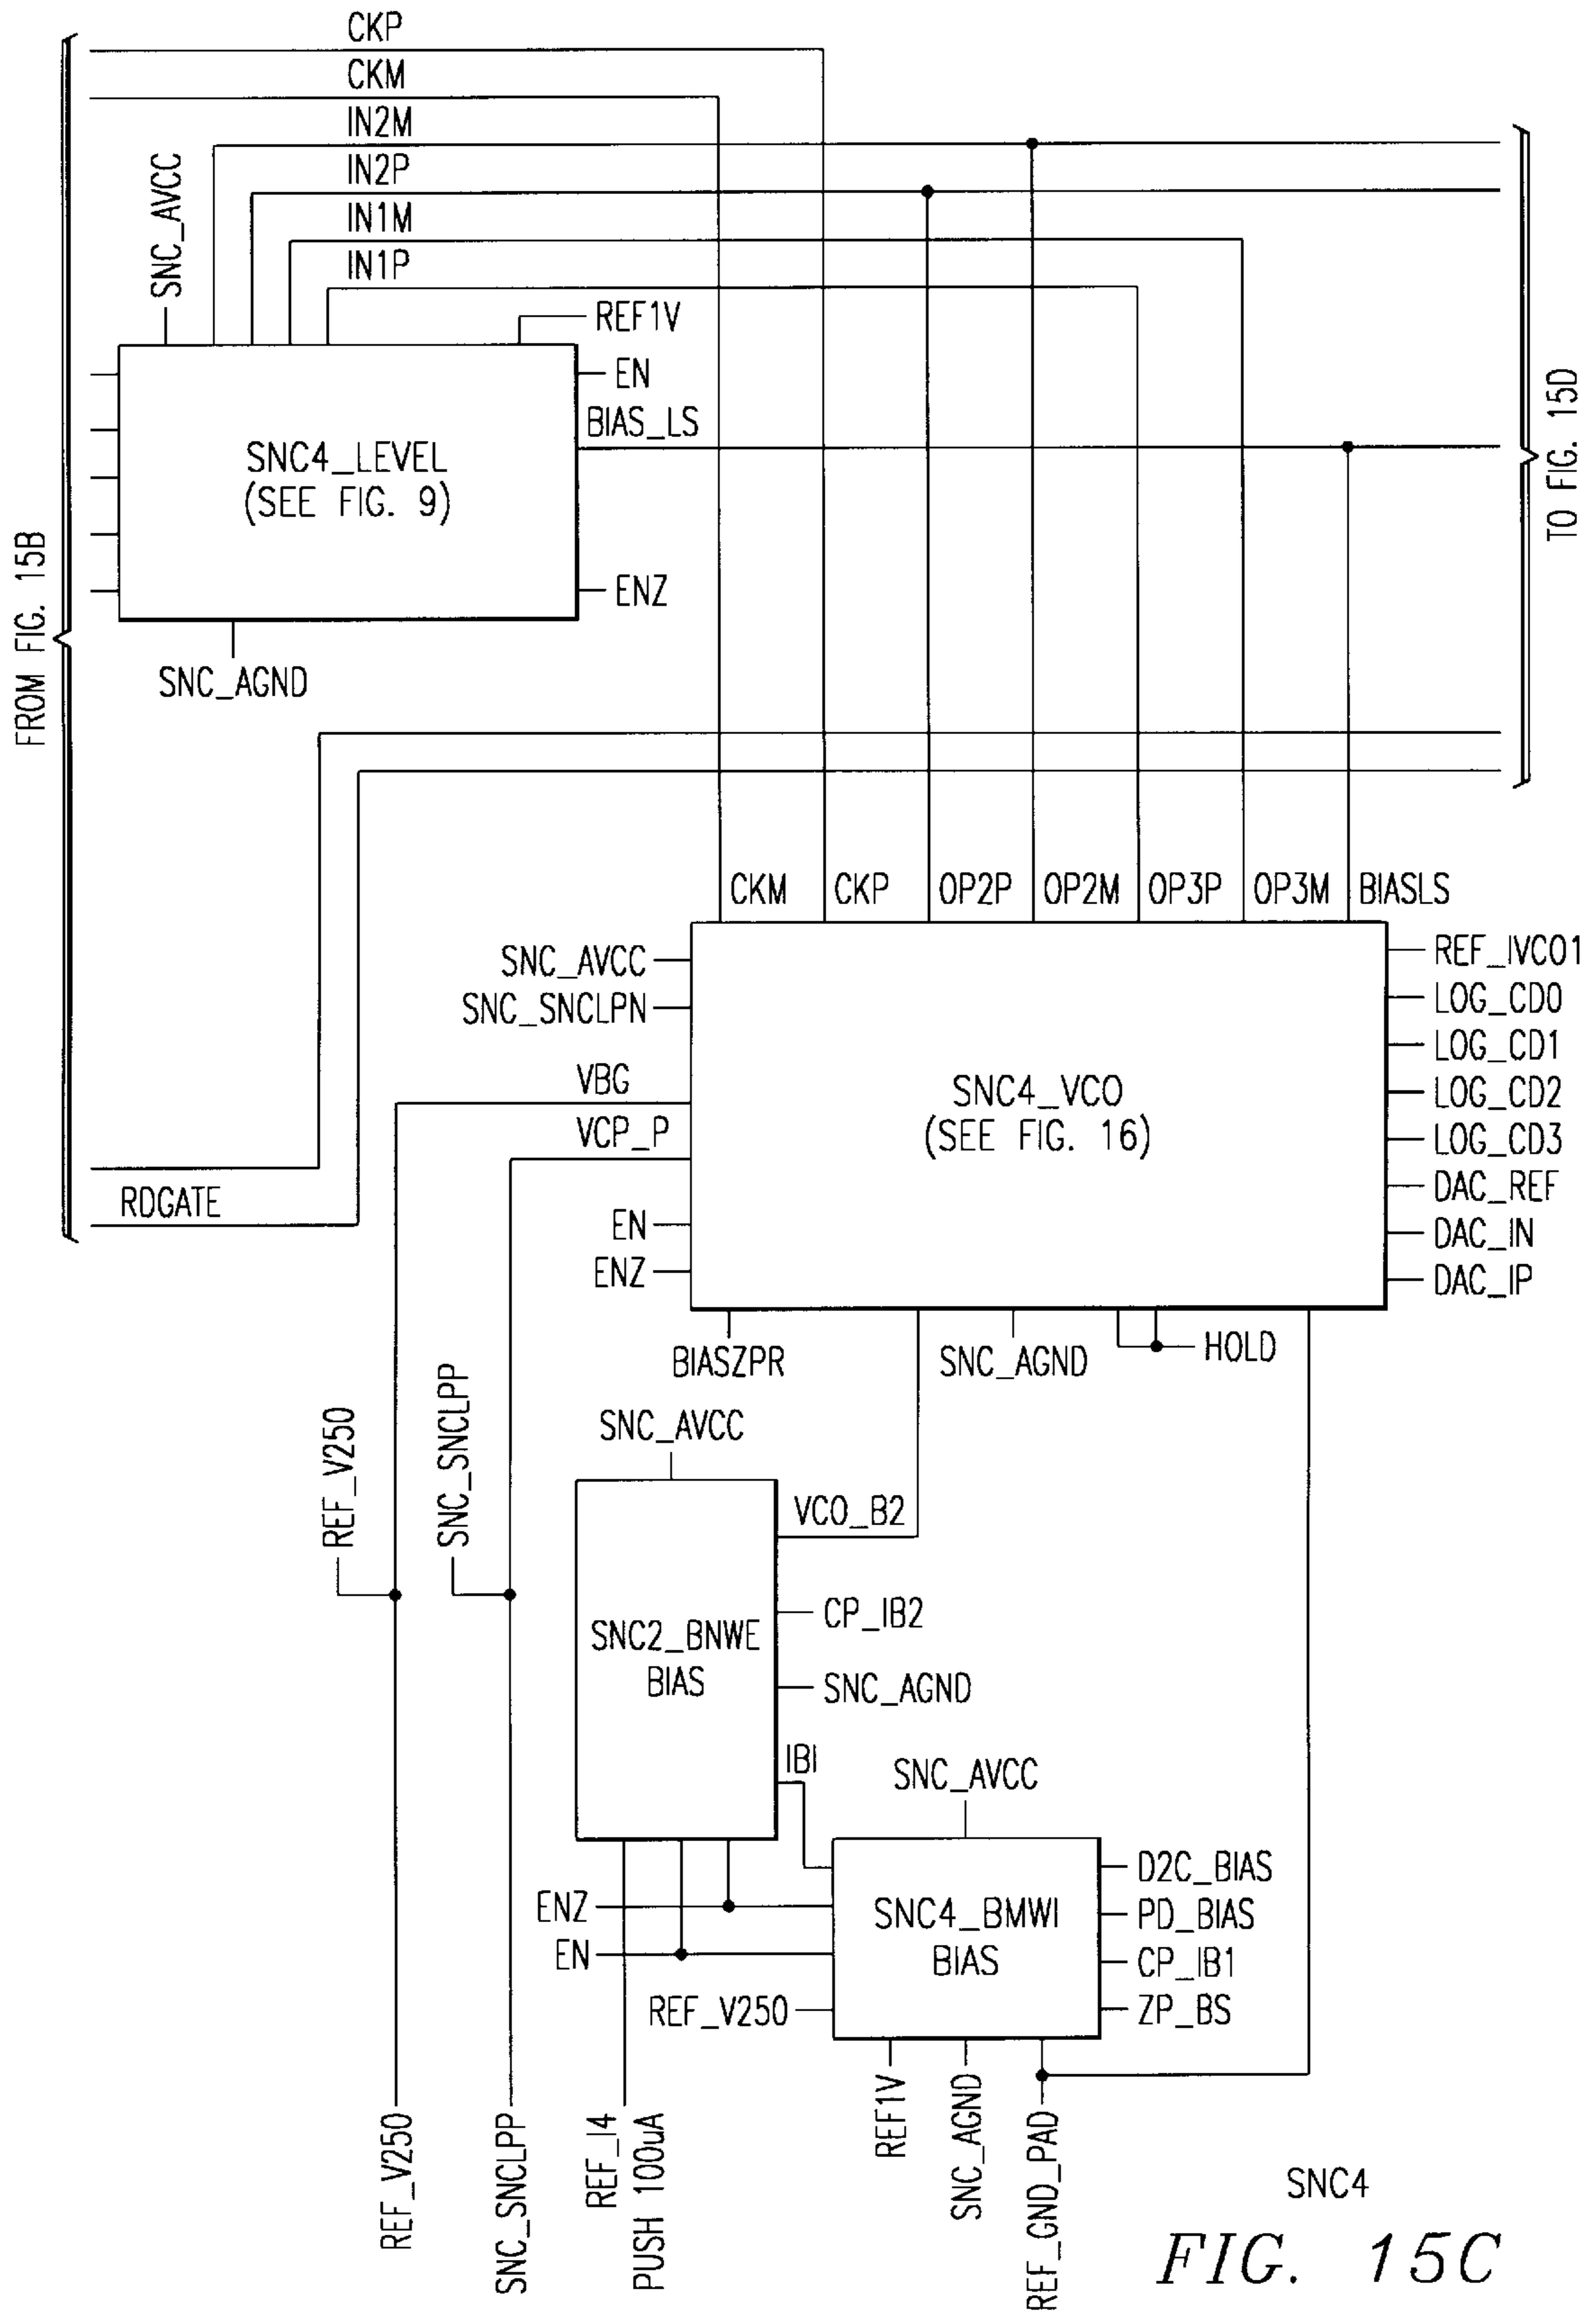 CKP
CKM
IN2M
IN2P
IN1M
IN1P
SNC_AVCC
REF1V
EN
BIAS_LS
SNC4_LEVEL
(SEE FIG. 9)
ENZ
SNC_AGND
FROM FIG. 15B
TO FIG. 15D
CKM
CKP
OP2P
OP2M
OP3P
OP3M
BIASLS
SNC_AVCC
SNC_SNCLPN
VBG
VCP_P
RDGATE
EN
ENZ
SNC4_VCO
(SEE FIG. 16)
REF_IVCO1
LOG_CD0
LOG_CD1
LOG_CD2
LOG_CD3
DAC_REF
DAC_IN
DAC_IP
BIASZPR
SNC_AGND
HOLD
REF_V250
SNC_SNCLPP
SNC_AVCC
VCO_B2
SNC2_BNWE
BIAS
CP_IB2
SNC_AGND
IBI
SNC_AVCC
ENZ
EN
REF_V250
SNC4_BMWI
BIAS
D2C_BIAS
PD_BIAS
CP_IB1
ZP_BS
REF_V250
SNC_SNCLPP
REF_I4
PUSH 100uA
REF1V
SNC_AGND
REF_GND_PAD
SNC4
FIG. 15C